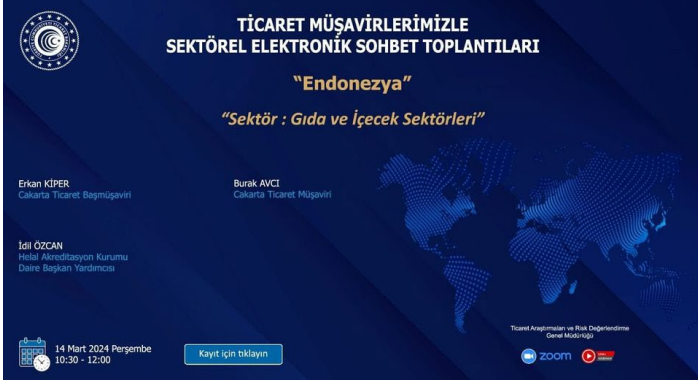 TİCARET MÜŞAVİRLERİMİZLE
SEKTÖREL ELEKTRONİK SOHBET TOPLANTILARI
“Endonezya”
“Sektör : Gıda ve İçecek Sektörleri”
Erkan KİPER
Cakarta Ticaret Başmüşaviri
Burak AVCI
Cakarta Ticaret Müşaviri
İdil ÖZCAN
Helal Akreditasyon Kurumu
Daire Başkan Yardımcısı
Ticaret Araştırmaları ve Risk Değerlendirme
Genel Müdürlüğü
14 Mart 2024 Perşembe
10:30 - 12:00
Kayıt için tıklayın
zoom